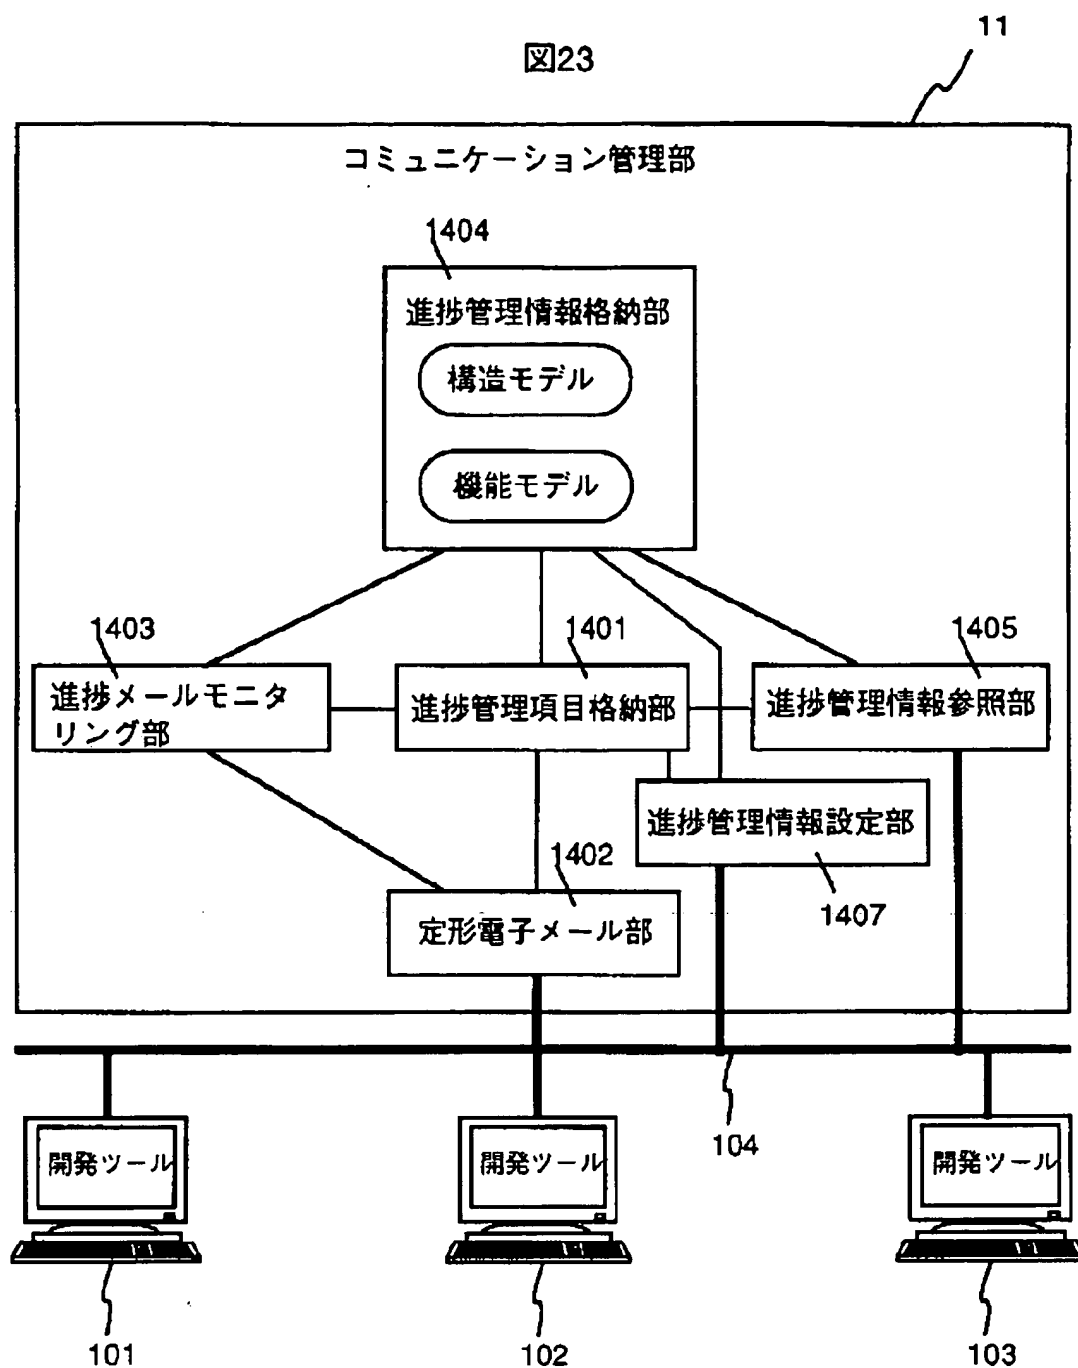 11
図23
コミュニケーション管理部
1404
進捗管理情報格納部
構造モデル
機能モデル
1403
1401
1405
進捗メールモニタ
リング部
進捗管理項目格納部
進捗管理情報参照部
進捗管理情報設定部
1402
1407
定形電子メール部
104
開発ツール
開発ツール
開発ツール
101
102
103